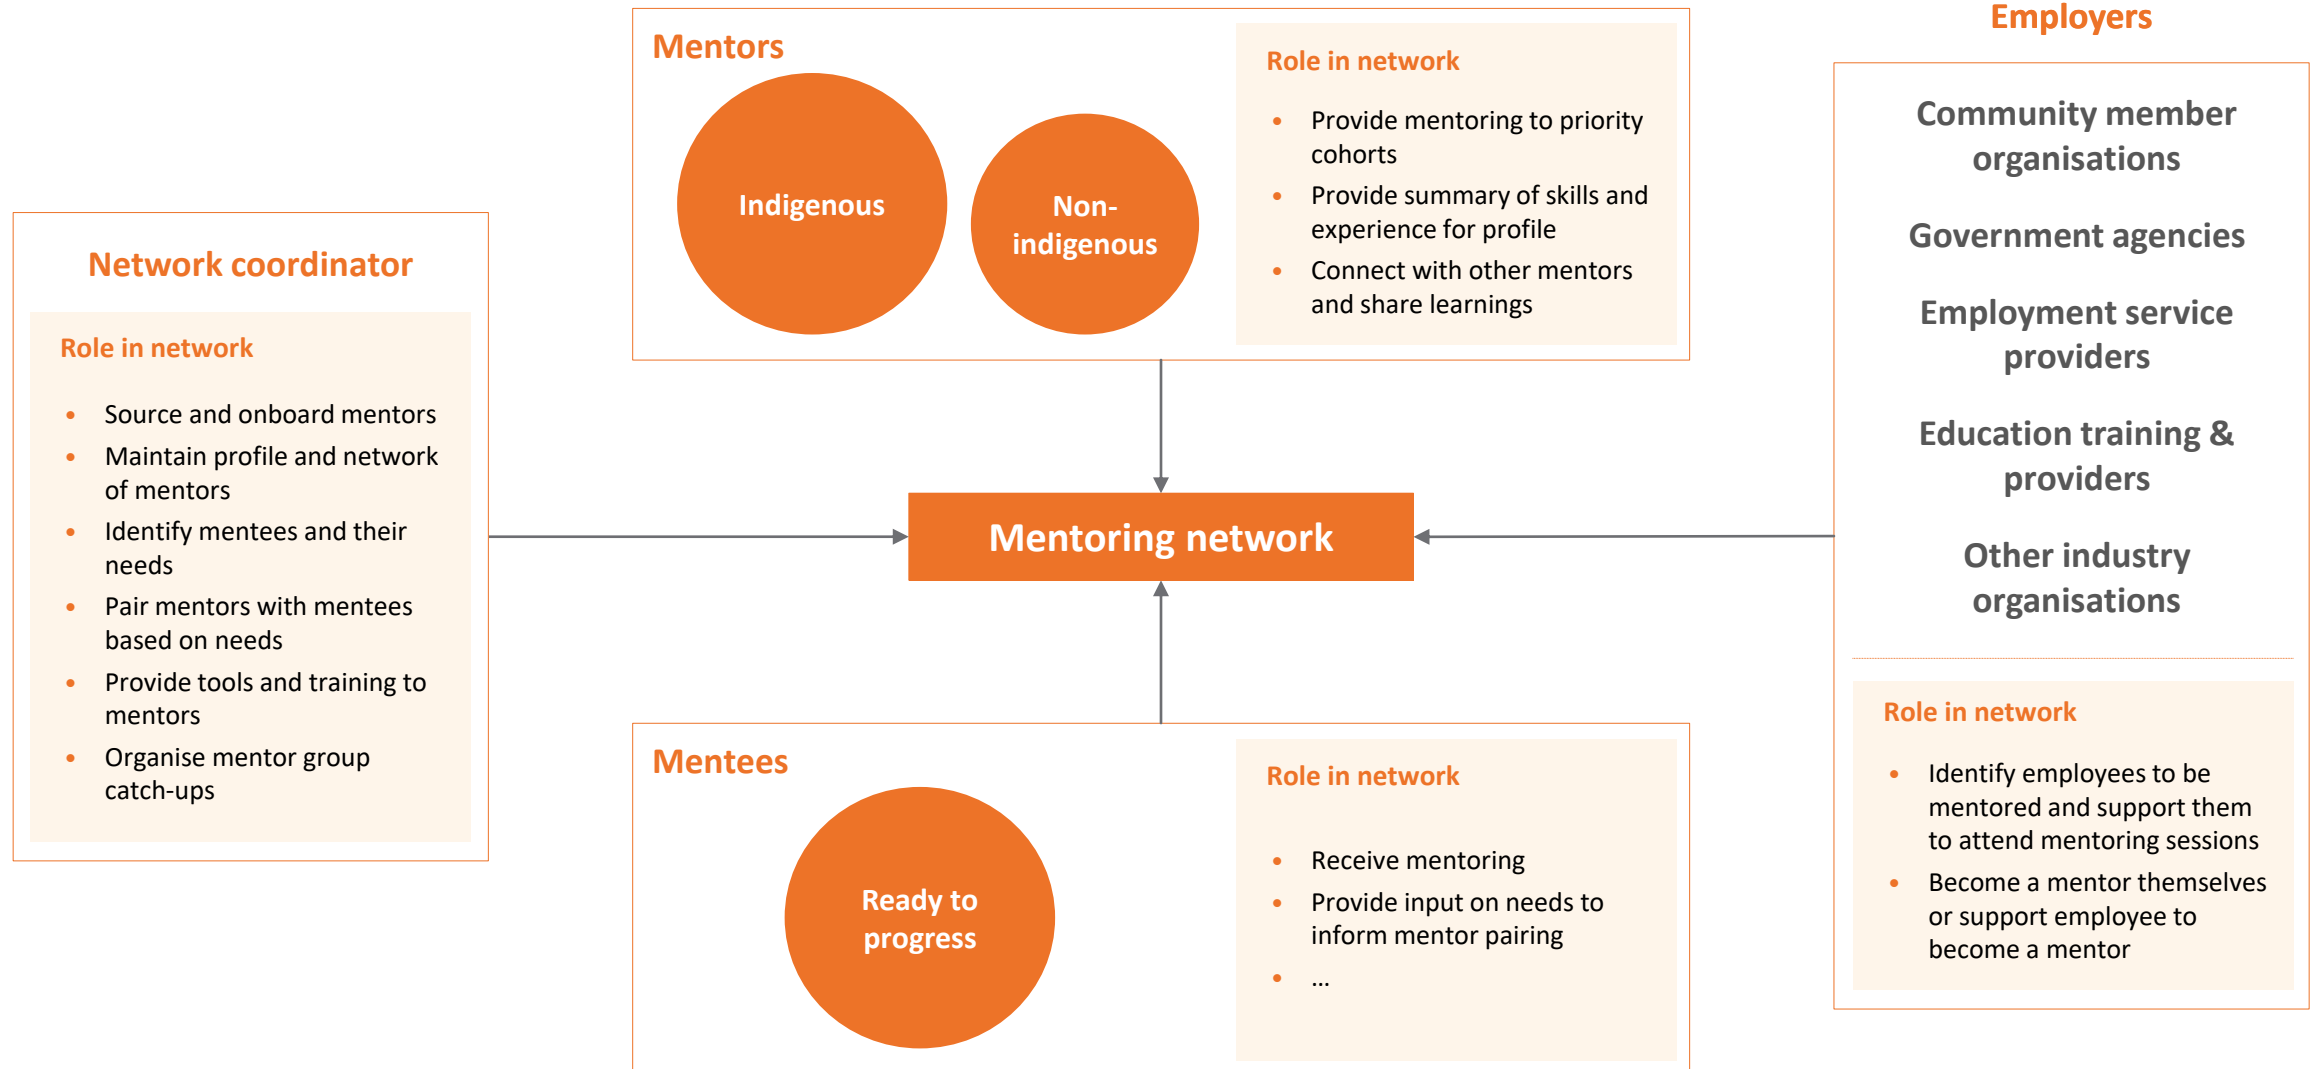 Employers
Mentors
Role in network
• Provide mentoring to priority
cohorts
• Provide summary of skills and
experience for profile
• Connect with other mentors
and share learnings
Indigenous
Non-
indigenous
Community member
organisations
Government agencies
Employment service
providers
Education training &
providers
Other industry
organisations
Role in network
• Identify employees to be
mentored and support them
to attend mentoring sessions
• Become a mentor themselves
or support employee to
become a mentor
Network coordinator
Role in network
• Source and onboard mentors
• Maintain profile and network
of mentors
• Identify mentees and their
needs
• Pair mentors with mentees
based on needs
• Provide tools and training to
mentors
• Organise mentor group
catch-ups
Mentoring network
Mentees
Ready to
progress
Role in network
• Receive mentoring
• Provide input on needs to
inform mentor pairing
• ...